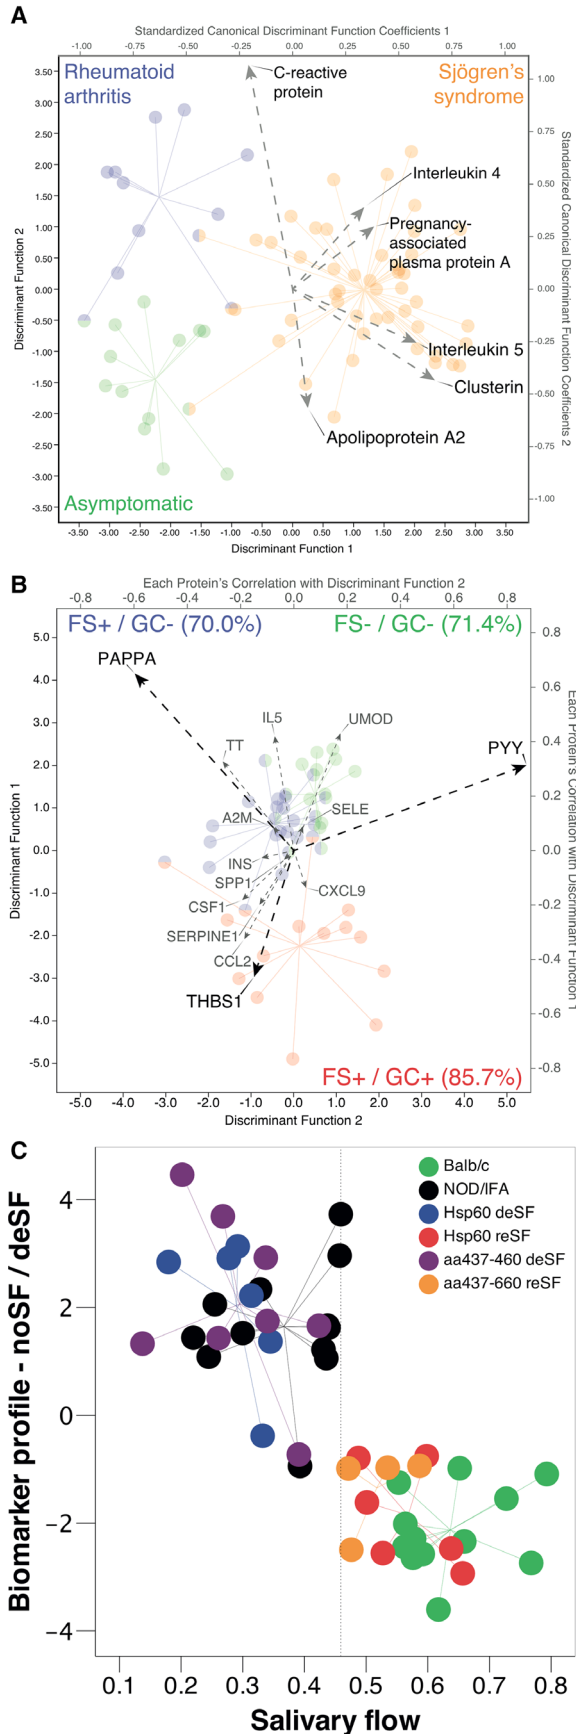 A
Standardized Canonical Discriminant Function Coefficients 1
-1.00 -0.75 -0.50 -0.25 0.00 0.25 0.50 0.75 1.00
Rheumatoid
arthritis
Sjögren's
syndrome
C-reactive
protein
Interleukin 4
Pregnancy-
associated
plasma protein A
Interleukin 5
Clusterin
Apolipoprotein A2
Asymptomatic
Discriminant Function 2
3.50
3.00
2.50
2.00
1.50
1.00
0.50
0.00
-0.50
-1.00
-1.50
-2.00
-2.50
-3.00
-3.50
Standardized Canonical Discriminant Function Coefficients 2
1.00
0.75
0.50
0.25
0.00
-0.25
-0.50
-0.75
-1.00
-3.50 -3.00 -2.50 -2.00 -1.50 -1.00 -0.50 0.00 0.50 1.00 1.50 2.00 2.50 3.00 3.50
Discriminant Function 1
B
Each Protein's Correlation with Discriminant Function 2
-0.8 -0.6 -0.4 -0.2 0.0 0.2 0.4 0.6 0.8
FS+ / GC- (70.0%)
FS- / GC- (71.4%)
PAPPA
IL5
UMOD
TT
PYY
A2M
SELE
INS
SPP1
CXCL9
CSF1
SERPINE1
CCL2
THBS1
FS+ / GC+ (85.7%)
Discriminant Function 1
5.0
4.0
3.0
2.0
1.0
0.0
-1.0
-2.0
-3.0
-4.0
-5.0
Each Protein's Correlation with Discriminant Function 1
0.8
0.6
0.4
0.2
0.0
-0.2
-0.4
-0.6
-0.8
-5.0 -4.0 -3.0 -2.0 -1.0 0.0 1.0 2.0 3.0 4.0 5.0
Discriminant Function 2
C
Balb/c
NOD/IFA
Hsp60 deSF
Hsp60 reSF
aa437-460 deSF
aa437-660 reSF
Biomarker profile - noSF / deSF
4
2
0
−2
−4
0.1 0.2 0.3 0.4 0.5 0.6 0.7 0.8
Salivary flow